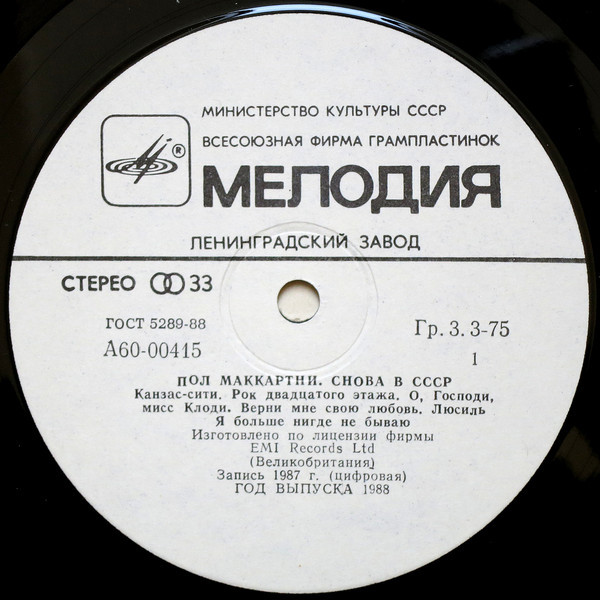 МИНИСТЕРСТВО КУЛЬТУРЫ СССР
ВСЕСОЮЗНАЯ ФИРМА ГРАМПЛАСТИНОК
®
МЕЛОДИЯ
ЛЕНИНГРАДСКИЙ ЗАВОД
СТЕРЕО 33
ГОСТ 5289-88
Гр. 3. 3-75
А60-00415
1
ПОЛ МАККАРТНИ. СНОВА В СССР
Канзас-сити. Рок двадцатого этажа. О, Господи,
мисс Клоди. Верни мне свою любовь. Люсиль
Я больше нигде не бываю
Изготовлено по лицензии фирмы
EMI Records Ltd
(Великобритания)
Запись 1987 г. (цифровая)
ГОД ВЫПУСКА 1988